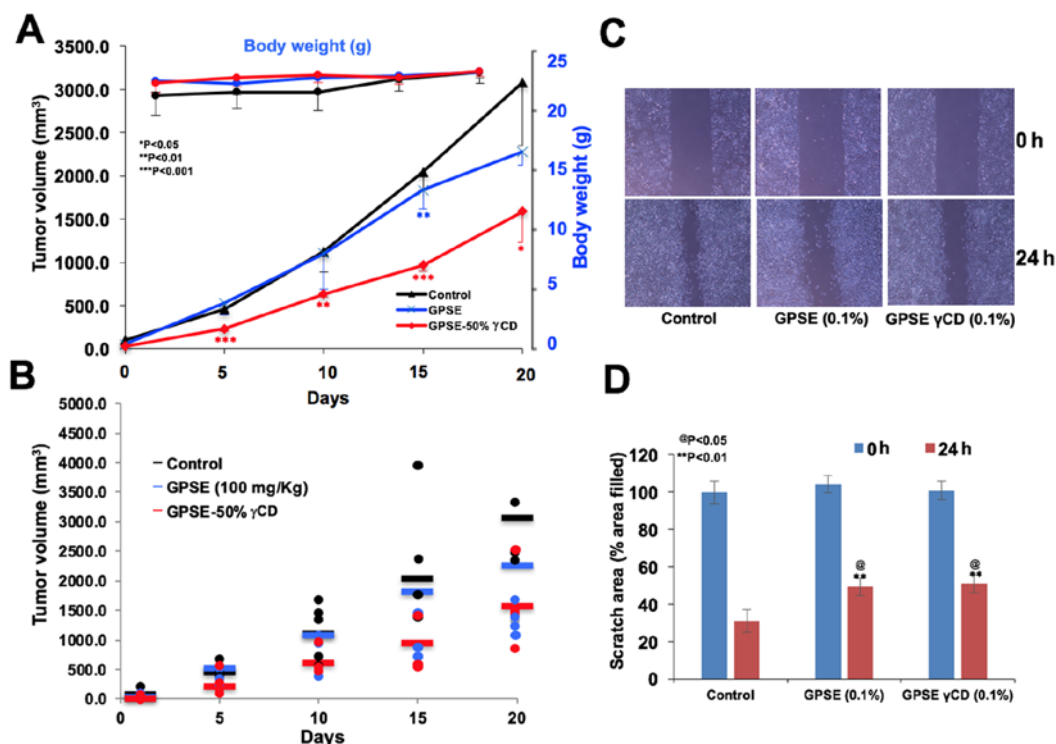 A
Body weight (g)
3500.0
3000.0
2500.0
2000.0
1500.0
1000.0
500.0
0.0
Tumor volume (mm³)
*P<0.05
**P<0.01
***P<0.001
25
20
15
10
5
0
Body weight (g)
***
**
**
***
*
Control
GPSE
GPSE-50% γCD
0 5 10 15 20
Days
B
5000.0
4500.0
4000.0
3500.0
3000.0
2500.0
2000.0
1500.0
1000.0
500.0
0.0
Tumor volume (mm³)
Control
GPSE (100 mg/Kg)
GPSE-50% γCD
0 5 10 15 20
Days
C
0 h
24 h
Control GPSE (0.1%) GPSE γCD (0.1%)
D
@P<0.05
**P<0.01
0 h 24 h
120
100
80
60
40
20
0
Scratch area (% area filled)
@ @
** **
Control GPSE (0.1%) GPSE γCD (0.1%)